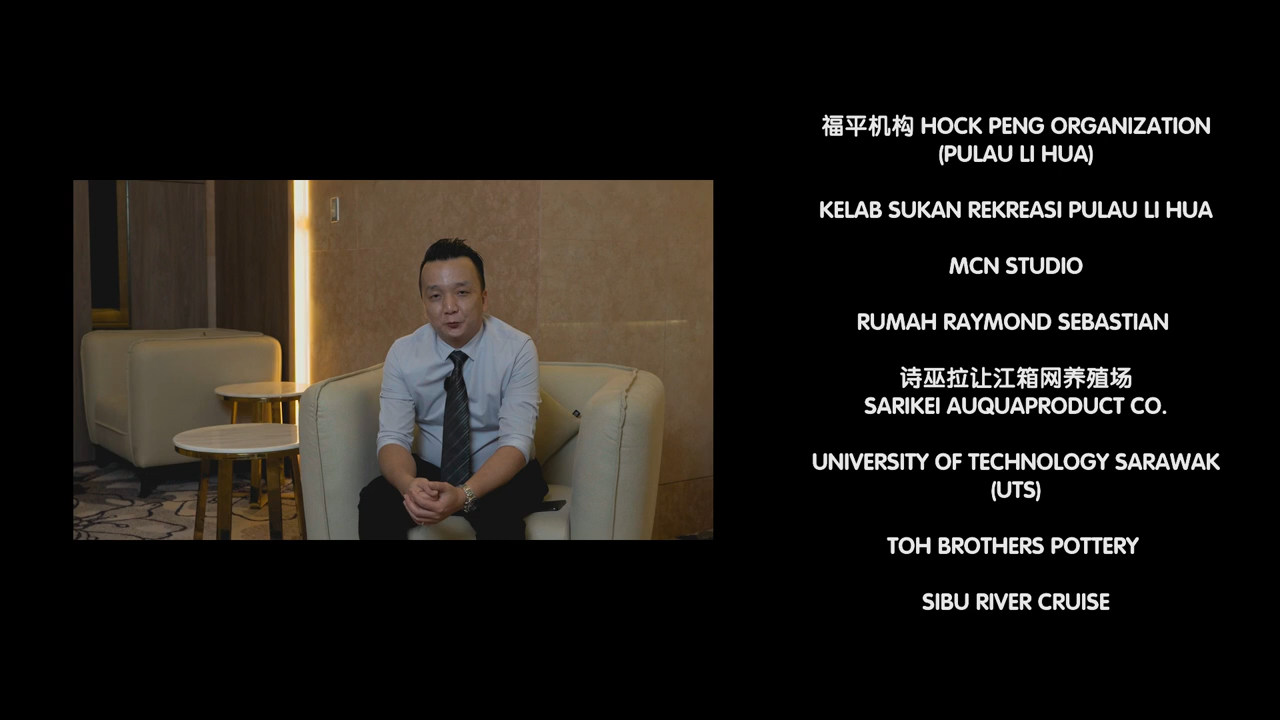 福平机构 HOCK PENG ORGANIZATION
(PULAU LI HUA)
KELAB SUKAN REKREASI PULAU LI HUA
MCN STUDIO
RUMAH RAYMOND SEBASTIAN
诗巫拉让江箱网养殖场
SARIKEI AUQUAPRODUCT CO.
UNIVERSITY OF TECHNOLOGY SARAWAK
(UTS)
TOH BROTHERS POTTERY
SIBU RIVER CRUISE